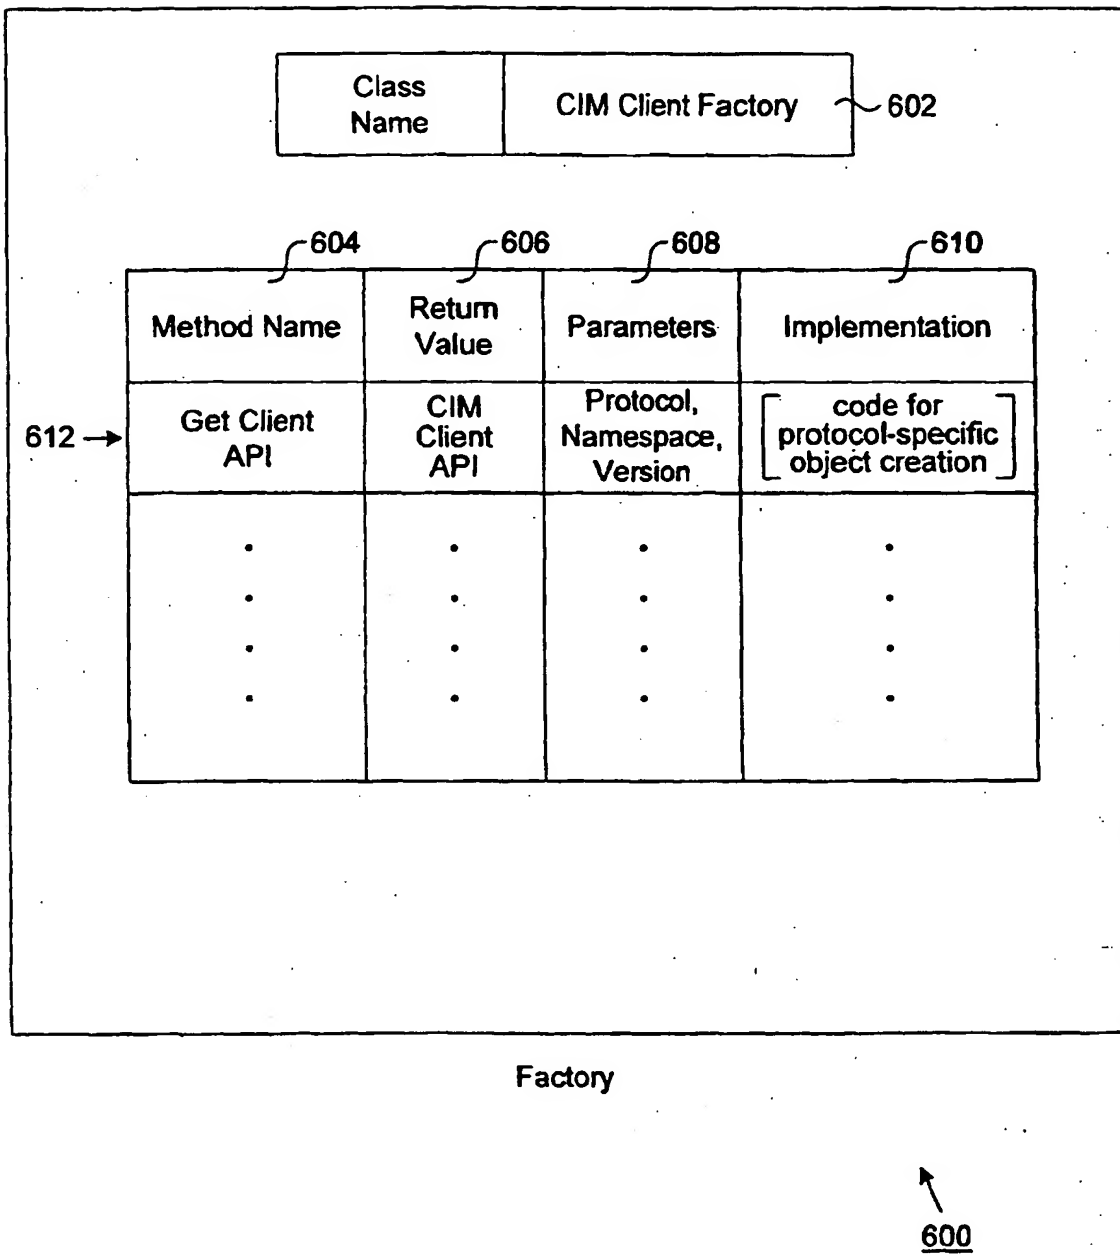 Class
Name
CIM Client Factory
602
604
606
608
610
Method Name
Return
Value
Parameters
Implementation
612
Get Client
API
CIM
Client
API
Protocol,
Namespace,
Version
code for
protocol-specific
object creation
Factory
600